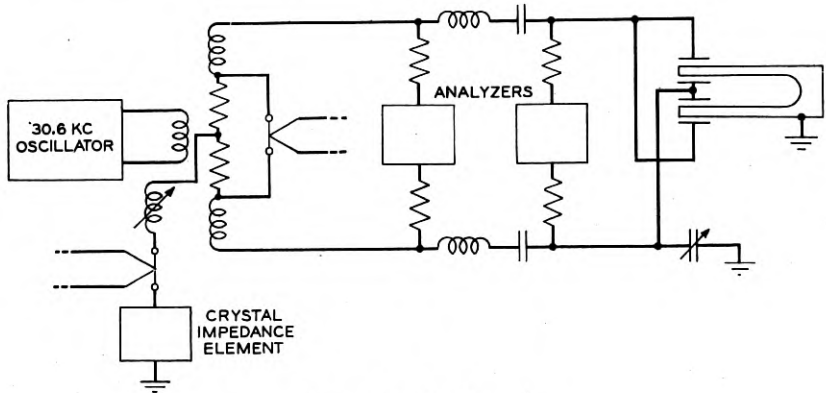 30.6 KC
OSCILLATOR
ANALYZERS
CRYSTAL
IMPEDANCE
ELEMENT